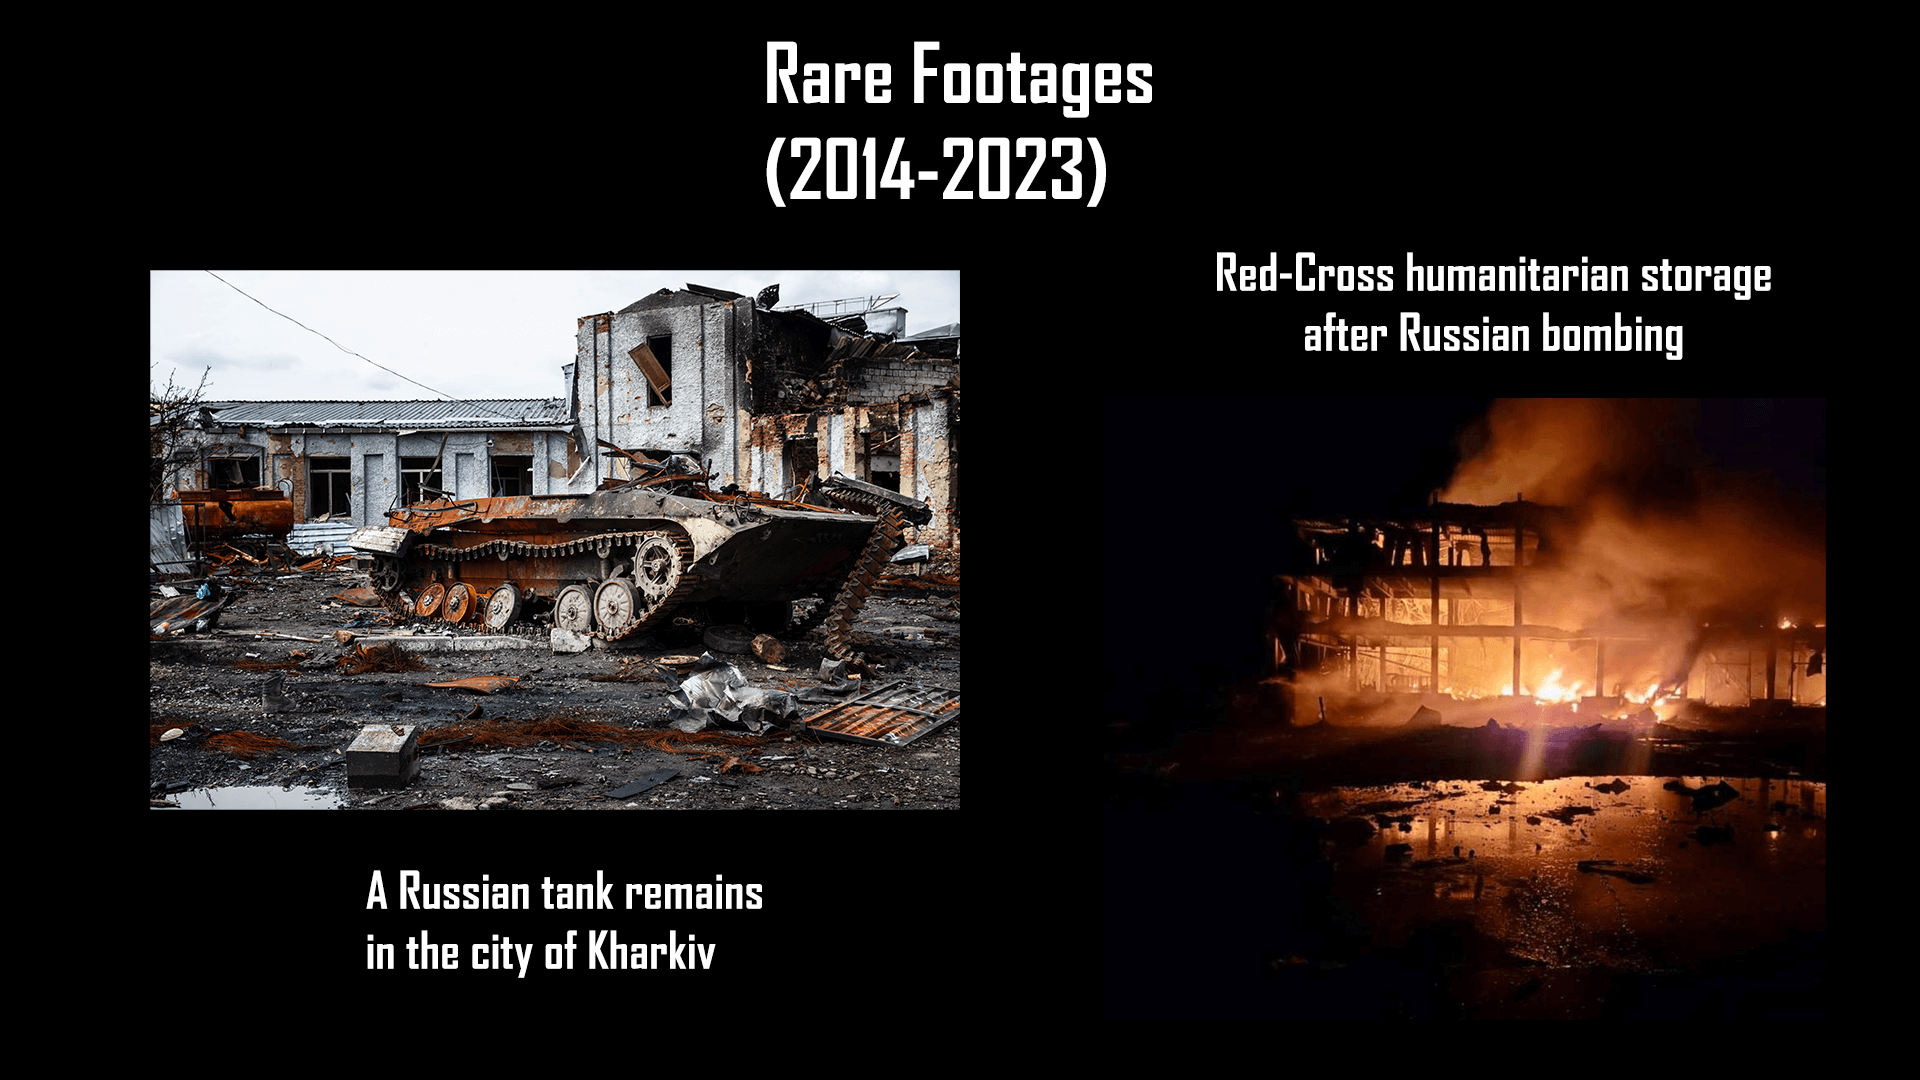 Rare Footages
(2014-2023)
Red-Cross humanitarian storage
after Russian bombing
A Russian tank remains
in the city of Kharkiv